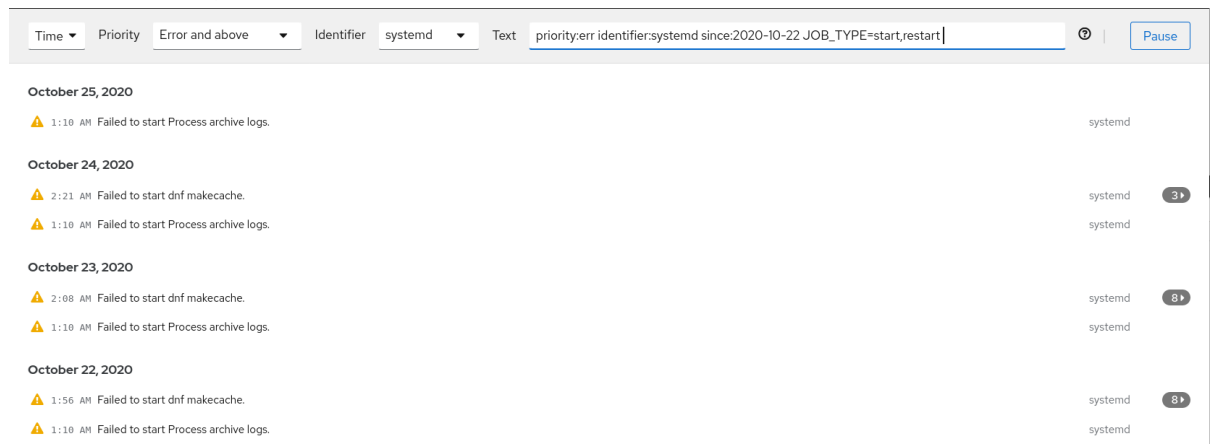 Time Priority Error and above Identifier systemd Text priority:err identifier:systemd since:2020-10-22 JOB_TYPE=start,restart Pause
October 25, 2020
1:10 AM Failed to start Process archive logs. systemd
October 24, 2020
2:21 AM Failed to start dnf makecache. systemd 3
1:10 AM Failed to start Process archive logs. systemd
October 23, 2020
2:08 AM Failed to start dnf makecache. systemd 8
1:10 AM Failed to start Process archive logs. systemd
October 22, 2020
1:56 AM Failed to start dnf makecache. systemd 8
1:10 AM Failed to start Process archive logs. systemd